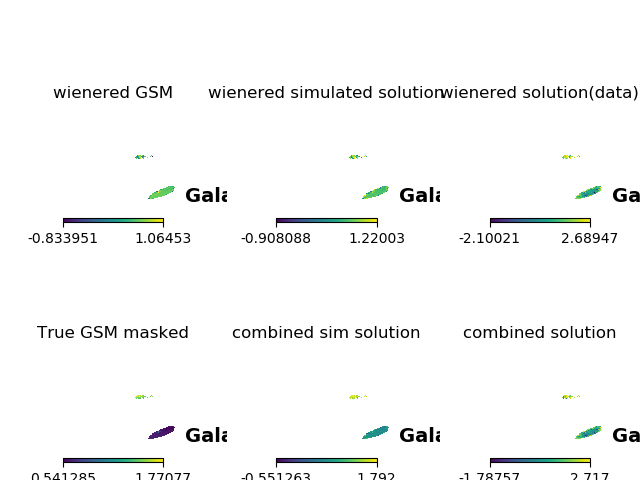 wienered GSM
wienered simulated solution
wienered solution(data)
Gala
Gala
Ga
-0.833951 1.06453
-0.908088 1.22003
-2.10021 2.68947
True GSM masked
combined sim solution
combined solution
Gala
Gala
Ga
0.541285 1.77077
-0.551263 1.792
-1.78757 2.717